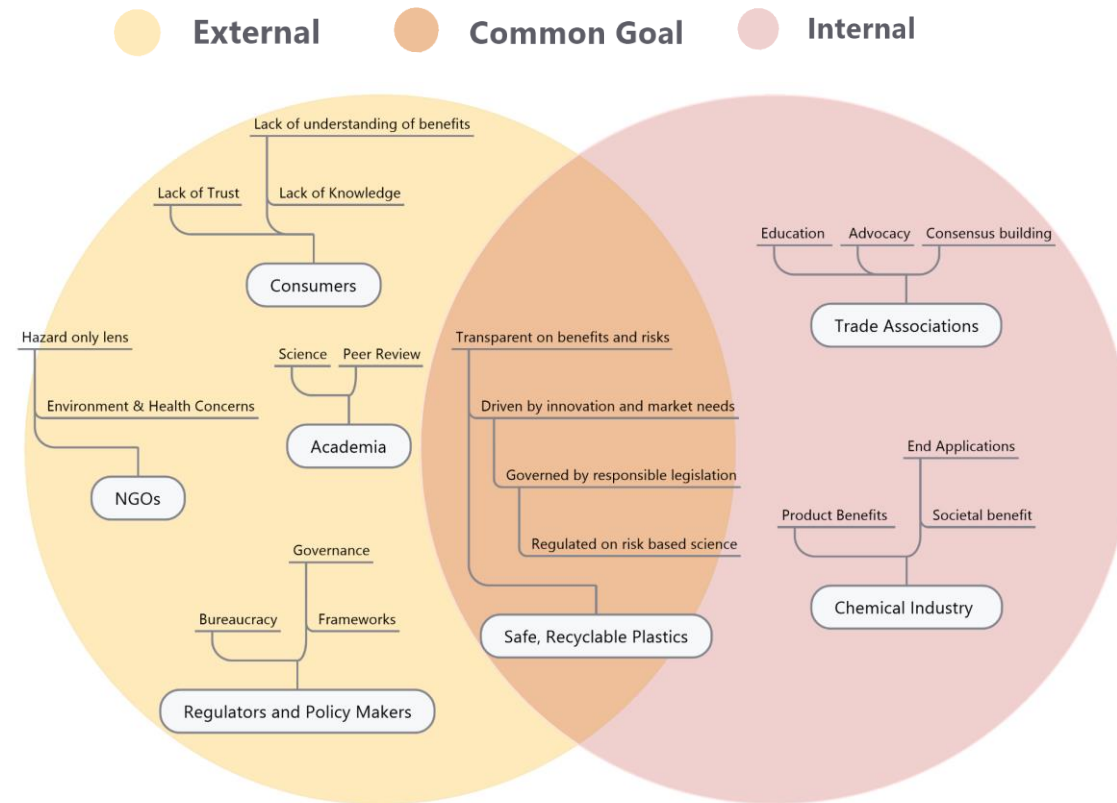 External
Common Goal
Internal
Lack of understanding of benefits
Lack of Trust
Lack of Knowledge
Consumers
Hazard only lens
Environment & Health Concerns
NGOs
Science
Peer Review
Academia
Governance
Bureaucracy
Frameworks
Regulators and Policy Makers
Transparent on benefits and risks
Driven by innovation and market needs
Governed by responsible legislation
Regulated on risk based science
Safe, Recyclable Plastics
Education
Advocacy
Consensus building
Trade Associations
End Applications
Product Benefits
Societal benefit
Chemical Industry